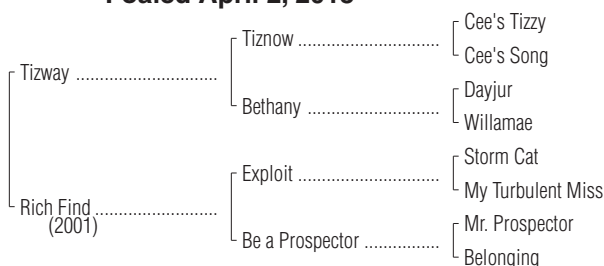 Foaled April 2,
Cee's Tizzy
Tiznow ................................
Cee's Song
Tizway ................................
Dayjur
Bethany ..............................
Willamae
Storm Cat
Exploit ................................
My Turbulent Miss
Rich Find ............................
(2001)
Mr. Prospector
Be a Prospector .................
Belonging